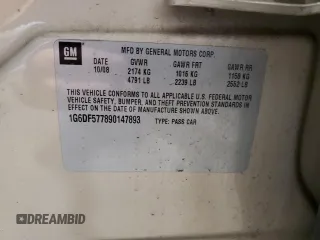 GM
MFD BY GENERAL MOTORS CORP
DATE GVWR GAWR FRT GAWR RR
10/08 2174 KG 1016 KG 1158 KG
4791 LB 2239 LB 2552 LB
THIS VEHICLE CONFORMS TO ALL APPLICABLE U.S. FEDERAL MOTOR
VEHICLE SAFETY, BUMPER, AND THEFT PREVENTION STANDARDS IN
EFFECT ON THE DATE OF MANUFACTURE SHOWN ABOVE.
1G6DF577890147893 TYPE: PASS CAR
DREAMBID